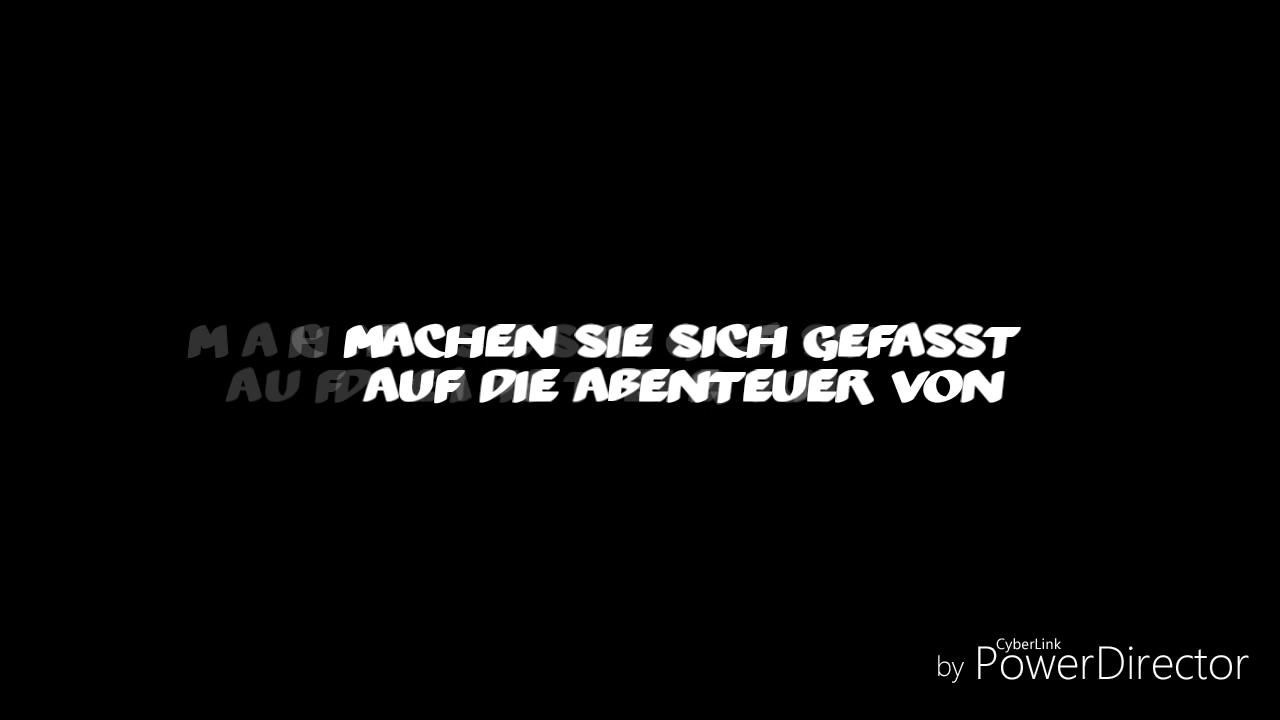 MACHEN SIE SICH GEFASST
AUF DIE ABENTEUER VON
CyberLink
by PowerDirector